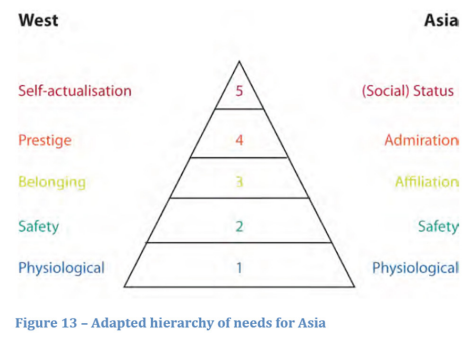 West Asia
Self-actualisation 5 (Social) Status
Prestige 4 Admiration
Belonging 3 Affiliation
Safety 2 Safety
Physiological 1 Physiological
Figure 13 – Adapted hierarchy of needs for Asia